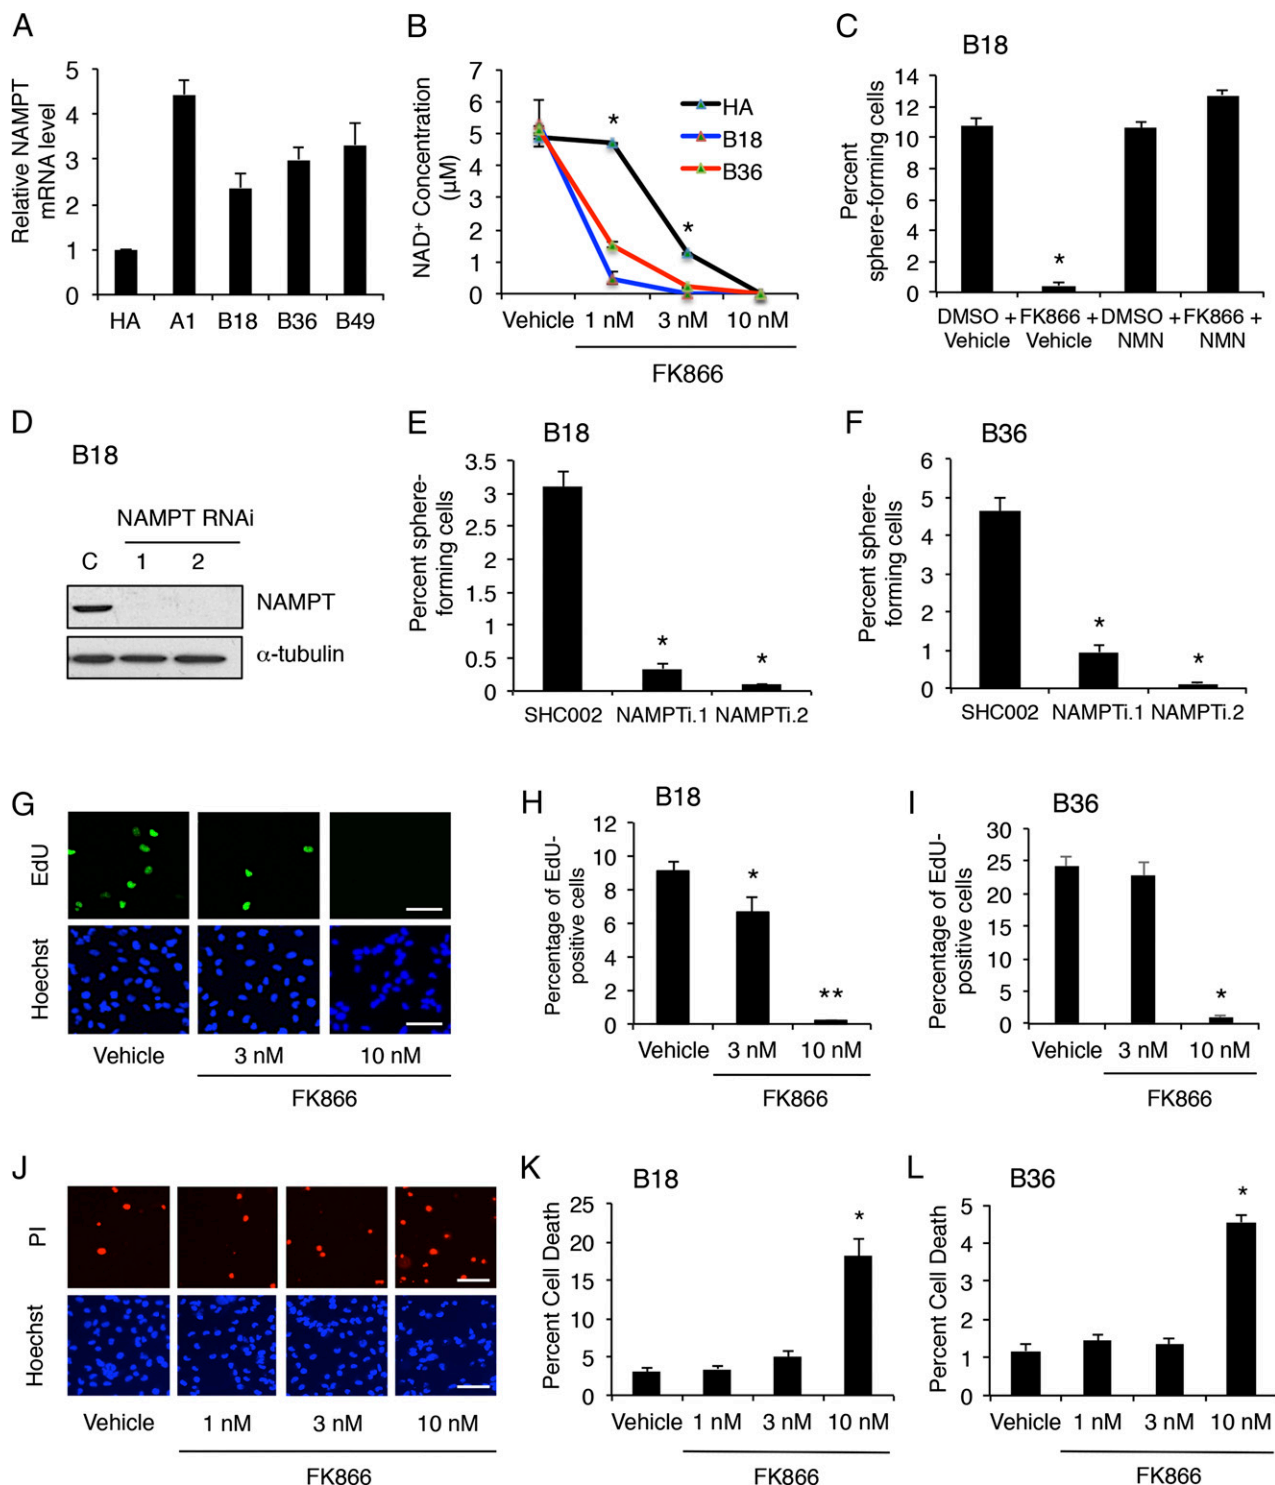 A
Relative NAMPT
mRNA level
5
4
3
2
1
0
HA A1 B18 B36 B49
B
NAD+ Concentration
(µM)
7
6
5
4
3
2
1
0
*
*
HA
B18
B36
Vehicle 1 nM 3 nM 10 nM
FK866
C
B18
Percent
sphere-forming cells
14
12
10
8
6
4
2
0
*
DMSO + FK866 + DMSO + FK866 +
Vehicle Vehicle NMN NMN
D
B18
NAMPT RNAi
C 1 2
NAMPT
α-tubulin
E
B18
Percent sphere-
forming cells
3.5
3
2.5
2
1.5
1
0.5
0
*
*
SHC002 NAMPTi.1 NAMPTi.2
F
B36
Percent sphere-
forming cells
6
5
4
3
2
1
0
*
*
SHC002 NAMPTi.1 NAMPTi.2
G
EdU
Hoechst
Vehicle 3 nM 10 nM
FK866
H
B18
Percentage of EdU-
positive cells
12
10
8
6
4
2
0
*
**
Vehicle 3 nM 10 nM
FK866
I
B36
Percentage of EdU-
positive cells
30
25
20
15
10
5
0
*
Vehicle 3 nM 10 nM
FK866
J
PI
Hoechst
Vehicle 1 nM 3 nM 10 nM
FK866
K
B18
Percent Cell Death
25
20
15
10
5
0
*
Vehicle 1 nM 3 nM 10 nM
FK866
L
B36
Percent Cell Death
5
4
3
2
1
0
*
Vehicle 1 nM 3 nM 10 nM
FK866